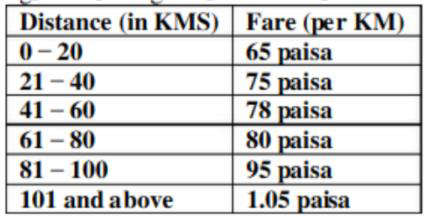 Distance (in KMS) Fare (per KM)
0 – 20 65 paisa
21 – 40 75 paisa
41 – 60 78 paisa
61 – 80 80 paisa
81 – 100 95 paisa
101 and above 1.05 paisa